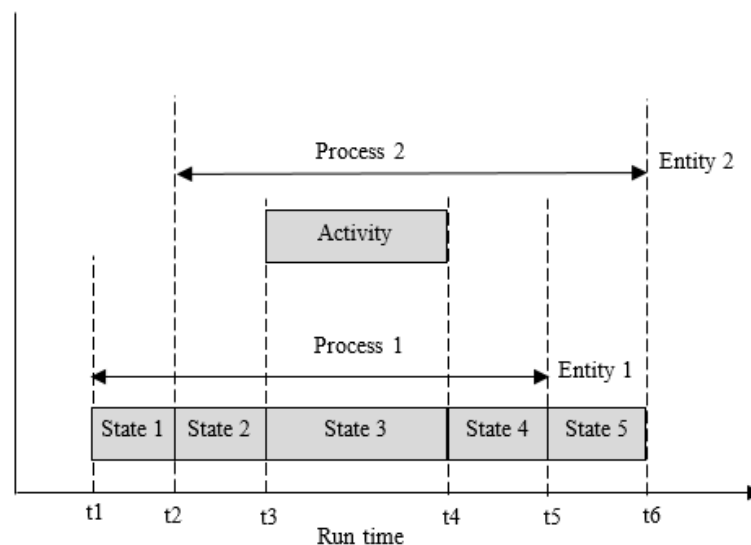 Process 2
Entity 2
Activity
Process 1
Entity 1
State 1 State 2 State 3 State 4 State 5
t1 t2 t3 t4 t5 t6
Run time